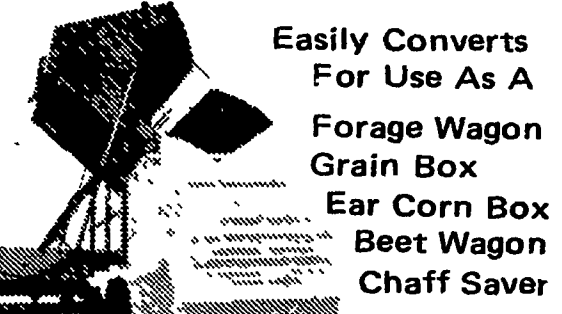 Easily Converts
For Use As A
Forage Wagon
Grain Box
Ear Corn Box
Beet Wagon
Chaff Saver